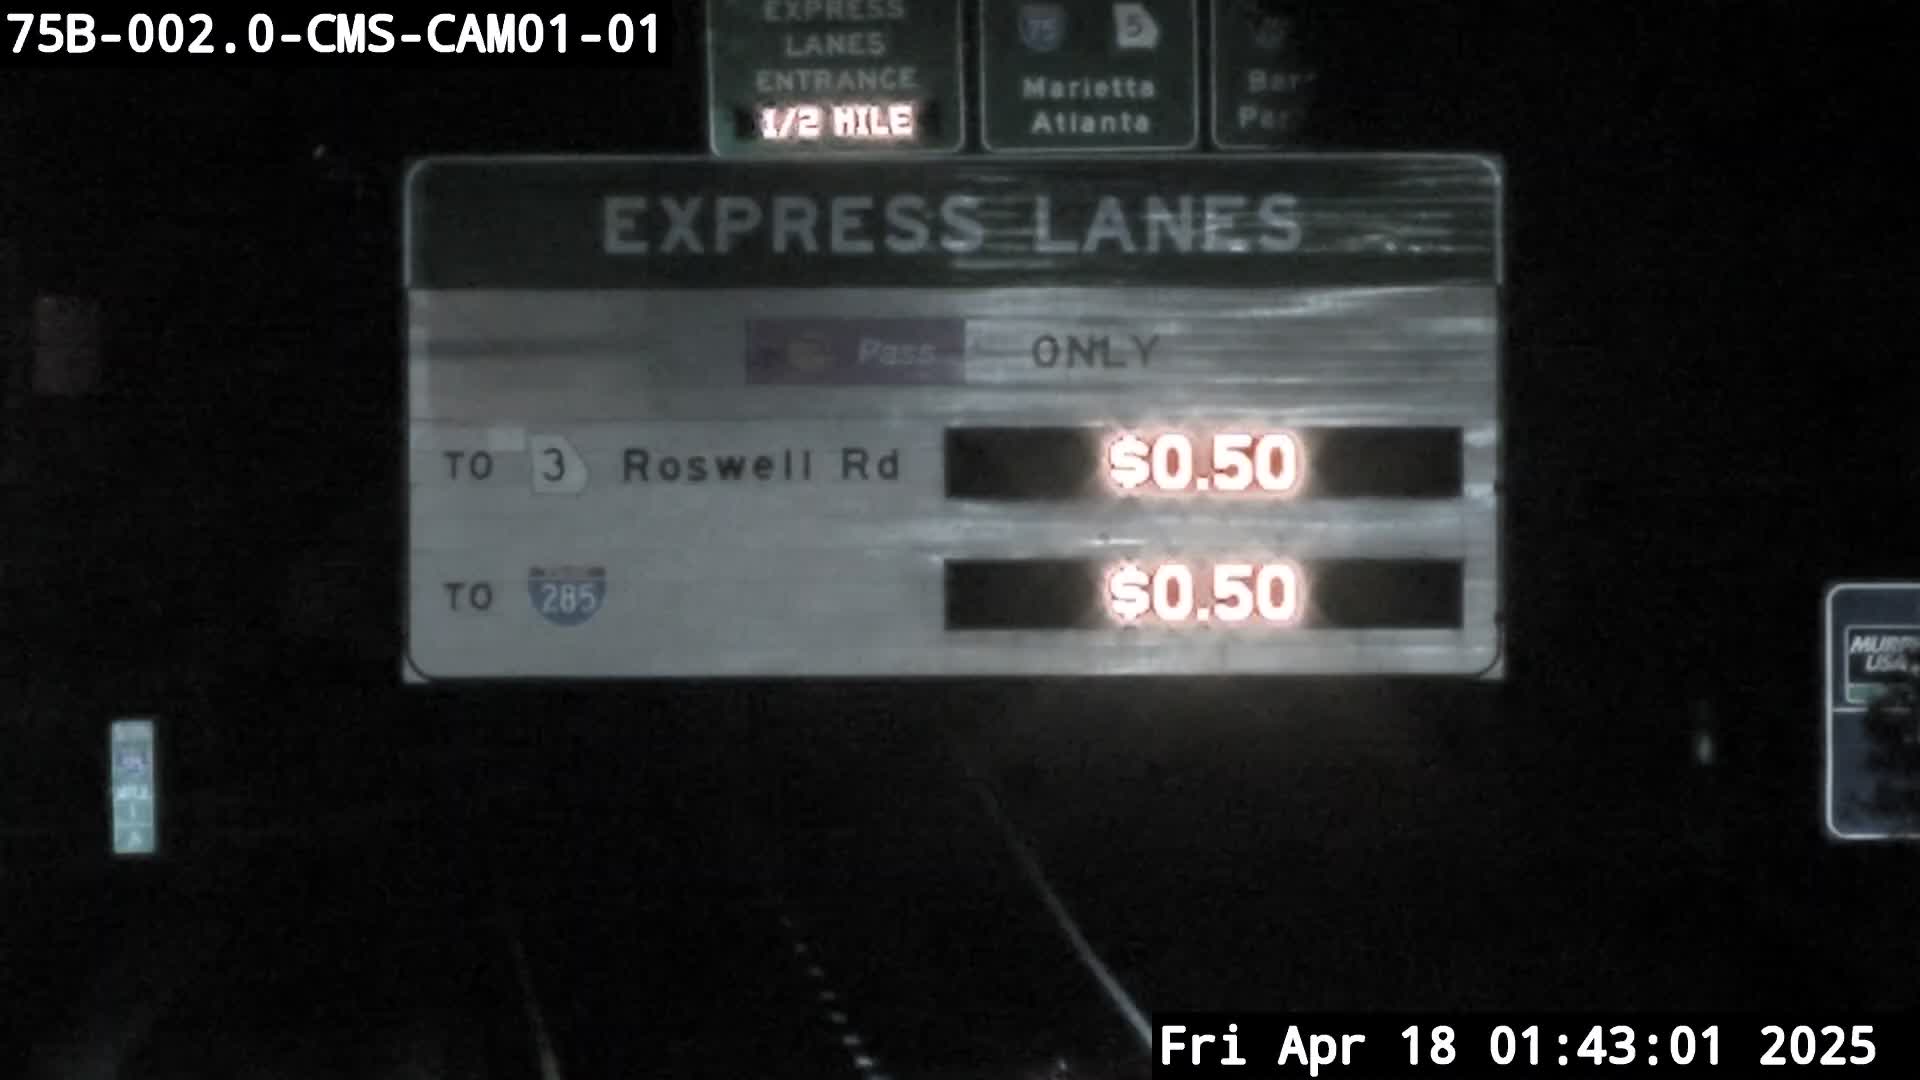 75B-002.0-CMS-CAM01-01
EXPRESS
LANES
ENTRANCE
1/2 MILE
75 5
Marietta
Atlanta
EXPRESS LANES
Pass ONLY
TO 3 Roswell Rd $0.50
TO 285 $0.50
USA
Fri Apr 18 01:43:01 2025